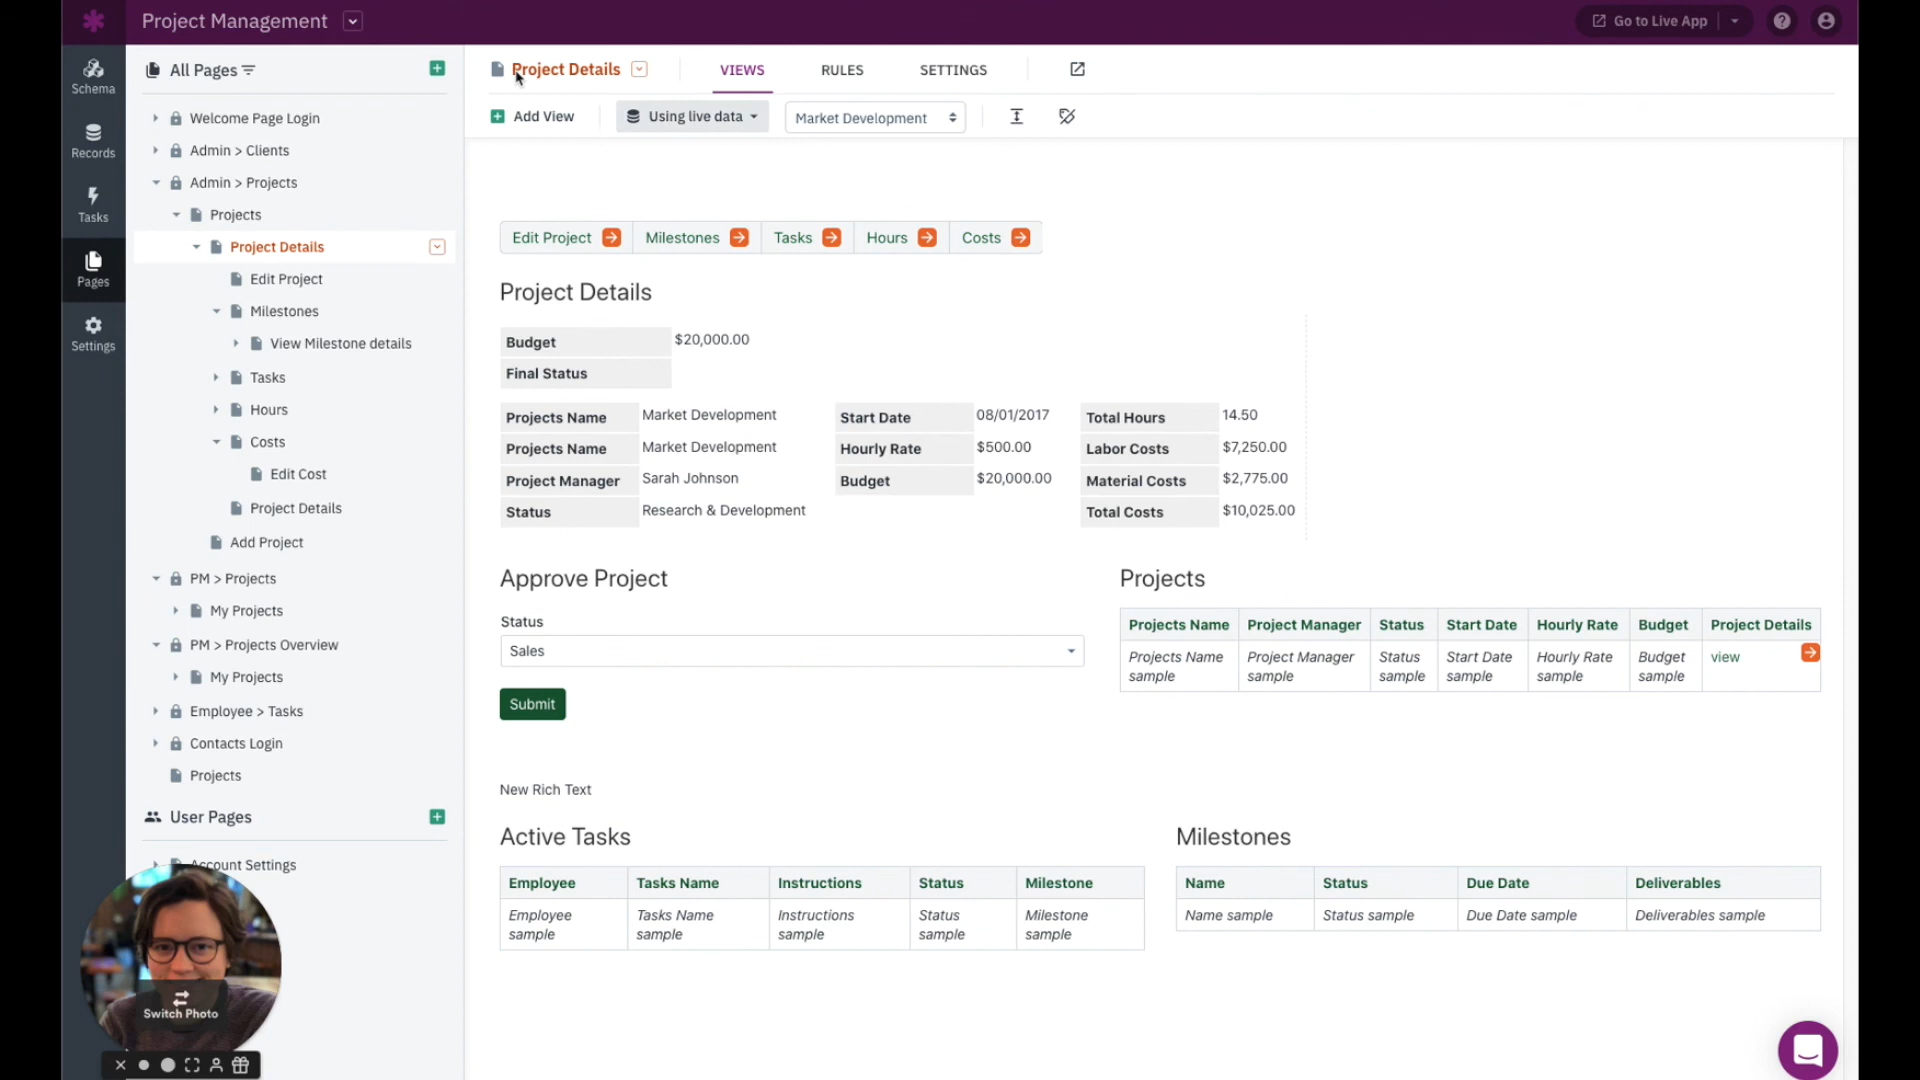 Project Management
Go to Live App
Schema
Records
Tasks
Pages
Settings
All Pages
Welcome Page Login
Admin > Clients
Admin > Projects
Projects
Project Details
Edit Project
Milestones
View Milestone details
Tasks
Hours
Costs
Edit Cost
Project Details
Add Project
PM > Projects
My Projects
PM > Projects Overview
My Projects
Employee > Tasks
Contacts Login
Projects
User Pages
Account Settings
Switch Photo
Project Details
VIEWS
RULES
SETTINGS
Add View
Using live data
Market Development
Edit Project
Milestones
Tasks
Hours
Costs
Project Details
Budget $20,000.00
Final Status
Projects Name Market Development
Projects Name Market Development
Project Manager Sarah Johnson
Status Research & Development
Start Date 08/01/2017
Hourly Rate $500.00
Budget $20,000.00
Total Hours 14.50
Labor Costs $7,250.00
Material Costs $2,775.00
Total Costs $10,025.00
Approve Project
Status
Sales
Submit
Projects
Projects Name Project Manager Status Start Date Hourly Rate Budget Project Details
Projects Name Project Manager Status Start Date Hourly Rate Budget view
sample sample sample sample sample sample
New Rich Text
Active Tasks
Employee Tasks Name Instructions Status Milestone
Employee Tasks Name Instructions Status Milestone
sample sample sample sample sample
Milestones
Name Status Due Date Deliverables
Name sample Status sample Due Date sample Deliverables sample